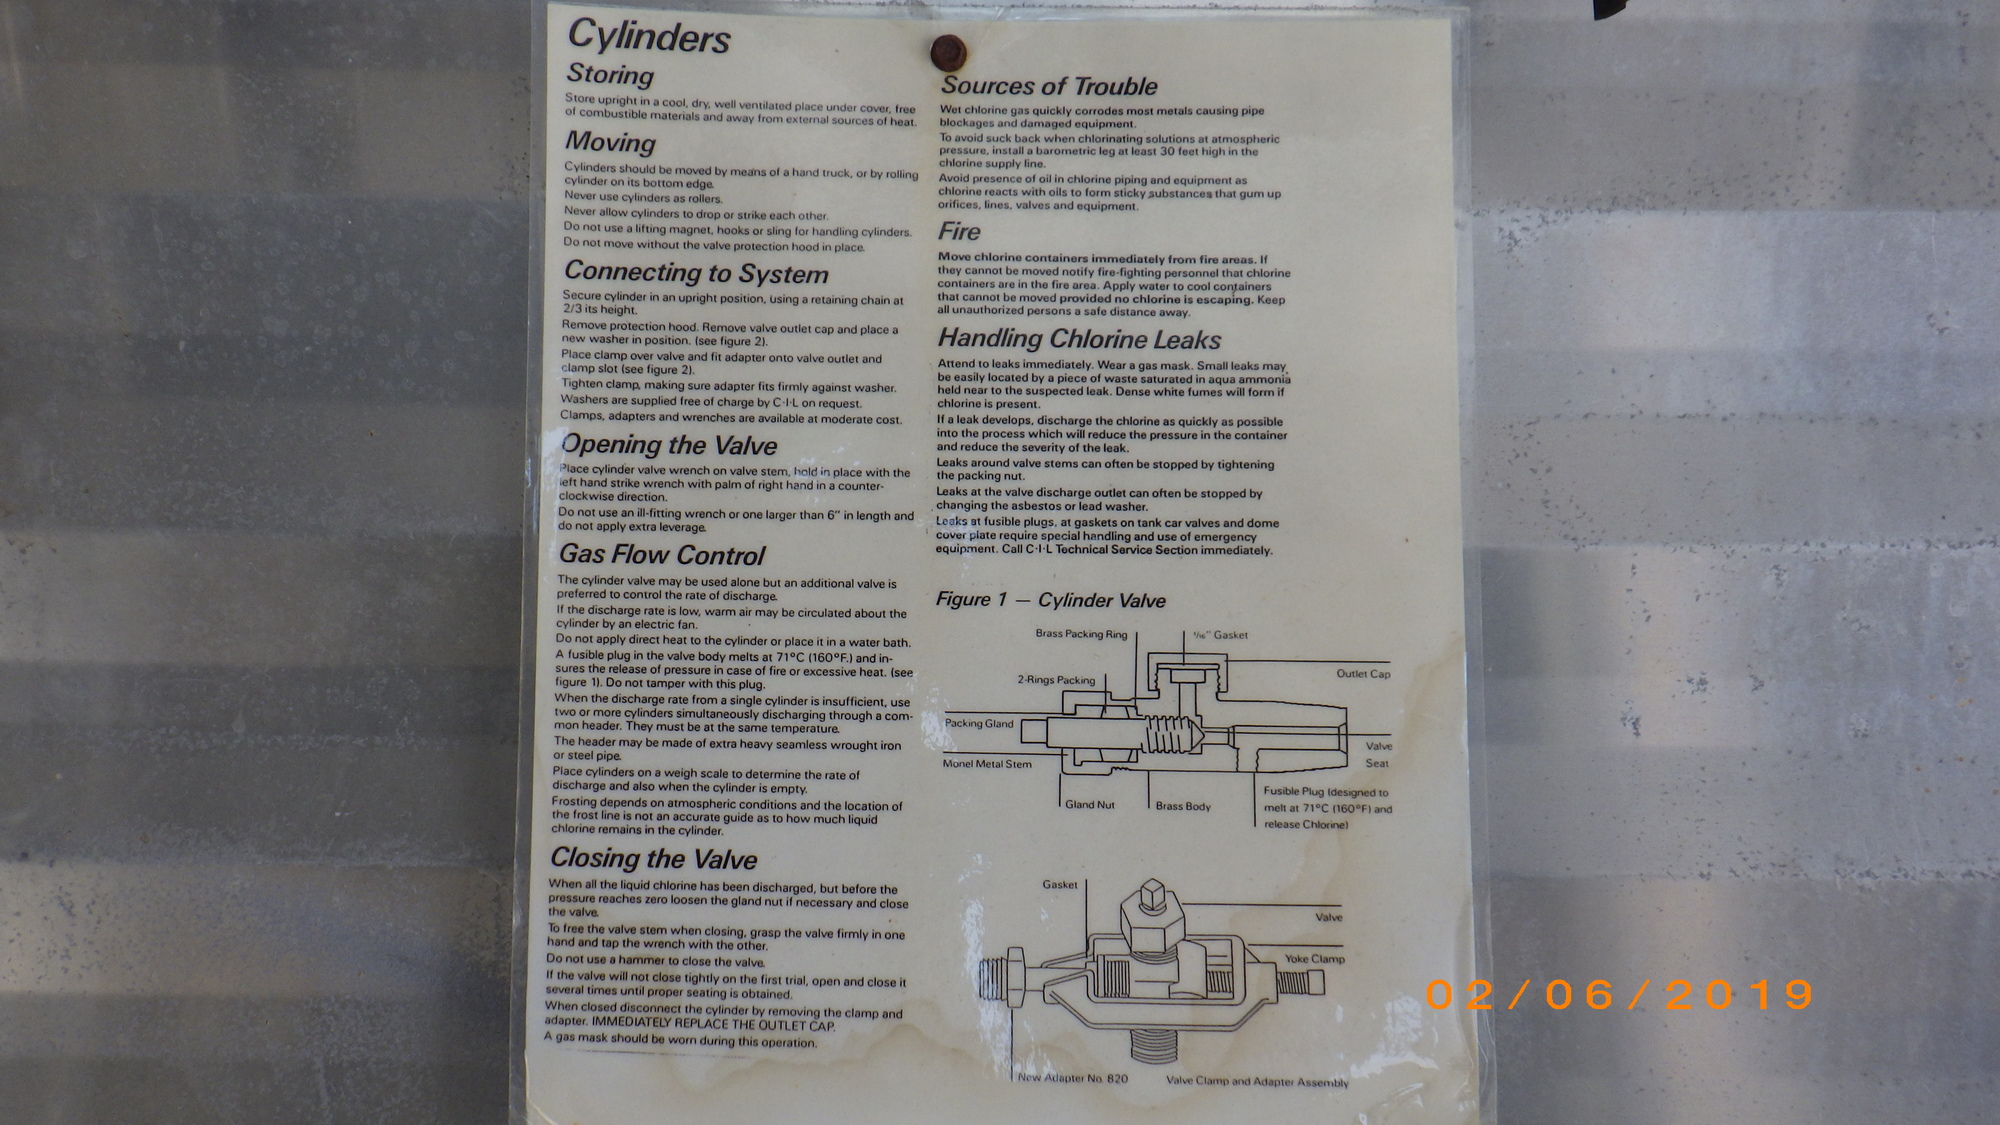 Cylinders
Storing
Store upright in a cool, dry, well ventilated place under cover, free
of combustible materials and away from external sources of heat.
Moving
Cylinders should be moved by means of a hand truck, or by rolling
cylinder on its bottom edge.
Never use cylinders as rollers.
Never allow cylinders to drop or strike each other.
Do not use a lifting magnet, hooks or sling for handling cylinders.
Do not move without the valve protection hood in place.
Connecting to System
Secure cylinder in an upright position, using a retaining chain at
2/3 its height.
Remove protection hood. Remove valve outlet cap and place a
new washer in position. (see figure 2).
Place clamp over valve and fit adapter onto valve outlet and
clamp slot (see figure 2).
Tighten clamp, making sure adapter fits firmly against washer.
Washers are supplied free of charge by C·I·L on request.
Clamps, adapters and wrenches are available at moderate cost.
Opening the Valve
Place cylinder valve wrench on valve stem, hold in place with the
left hand strike wrench with palm of right hand in a counter-
clockwise direction.
Do not use an ill-fitting wrench or one larger than 6" in length and
do not apply extra leverage.
Gas Flow Control
The cylinder valve may be used alone but an additional valve is
preferred to control the rate of discharge.
If the discharge rate is low, warm air may be circulated about the
cylinder by an electric fan.
Do not apply direct heat to the cylinder or place it in a water bath.
A fusible plug in the valve body melts at 71°C (160°F.) and in-
sures the release of pressure in case of fire or excessive heat. (see
figure 1). Do not tamper with this plug.
When the discharge rate from a single cylinder is insufficient, use
two or more cylinders simultaneously discharging through a com-
mon header. They must be at the same temperature.
The header may be made of extra heavy seamless wrought iron
or steel pipe.
Place cylinders on a weigh scale to determine the rate of
discharge and also when the cylinder is empty.
Frosting depends on atmospheric conditions and the location of
the frost line is not an accurate guide as to how much liquid
chlorine remains in the cylinder.
Closing the Valve
When all the liquid chlorine has been discharged, but before the
pressure reaches zero loosen the gland nut if necessary and close
the valve.
To free the valve stem when closing, grasp the valve firmly in one
hand and tap the wrench with the other.
Do not use a hammer to close the valve.
If the valve will not close tightly on the first trial, open and close it
several times until proper seating is obtained.
When closed disconnect the cylinder by removing the clamp and
adapter. IMMEDIATELY REPLACE THE OUTLET CAP.
A gas mask should be worn during this operation.
Sources of Trouble
Wet chlorine gas quickly corrodes most metals causing pipe
blockages and damaged equipment.
To avoid suck back when chlorinating solutions at atmospheric
pressure, install a barometric leg at least 30 feet high in the
chlorine supply line.
Avoid presence of oil in chlorine piping and equipment as
chlorine reacts with oils to form sticky substances that gum up
orifices, lines, valves and equipment.
Fire
Move chlorine containers immediately from fire areas. If
they cannot be moved notify fire-fighting personnel that chlorine
containers are in the fire area. Apply water to cool containers
that cannot be moved provided no chlorine is escaping. Keep
all unauthorized persons a safe distance away.
Handling Chlorine Leaks
Attend to leaks immediately. Wear a gas mask. Small leaks may
be easily located by a piece of waste saturated in aqua ammonia
held near to the suspected leak. Dense white fumes will form if
chlorine is present.
If a leak develops, discharge the chlorine as quickly as possible
into the process which will reduce the pressure in the container
and reduce the severity of the leak.
Leaks around valve stems can often be stopped by tightening
the packing nut.
Leaks at the valve discharge outlet can often be stopped by
changing the asbestos or lead washer.
Leaks at fusible plugs, at gaskets on tank car valves and dome
cover plate require special handling and use of emergency
equipment. Call C·I·L Technical Service Section immediately.
Figure 1 — Cylinder Valve
Brass Packing Ring
1/16" Gasket
Outlet Cap
2-Rings Packing
Packing Gland
Valve
Seat
Monel Metal Stem
Gland Nut
Brass Body
Fusible Plug (designed to
melt at 71°C (160°F) and
release Chlorine)
Gasket
Valve
Yoke Clamp
New Adapter No. 820
Valve Clamp and Adapter Assembly
02/06/2019